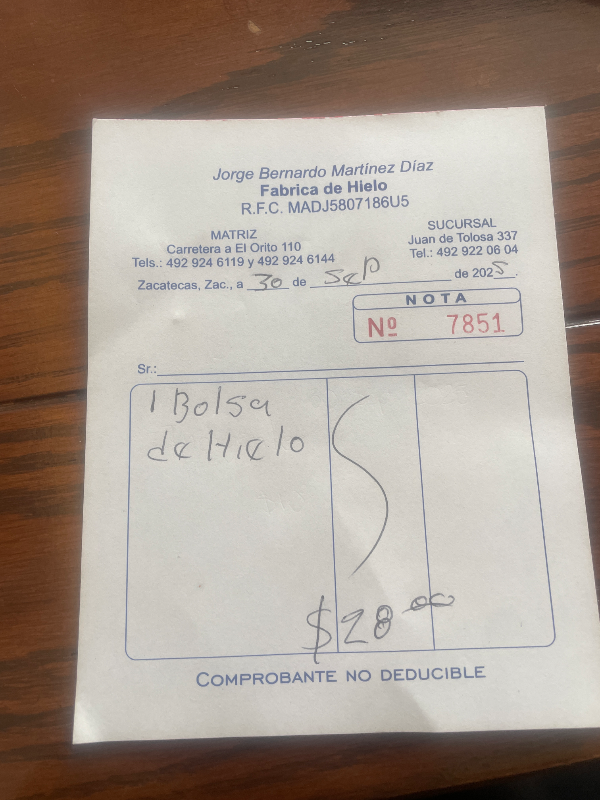 Jorge Bernardo Martínez Díaz
Fabrica de Hielo
R.F.C. MADJ5807186U5
MATRIZ
Carretera a El Orito 110
Tels.: 492 924 6119 y 492 924 6144
SUCURSAL
Juan de Tolosa 337
Tel.: 492 922 06 04
Zacatecas, Zac., a 30 de Sep de 2025.
NOTA
Nº 7851
Sr.:
1 Bolsa
de Hielo
$28.00
COMPROBANTE NO DEDUCIBLE